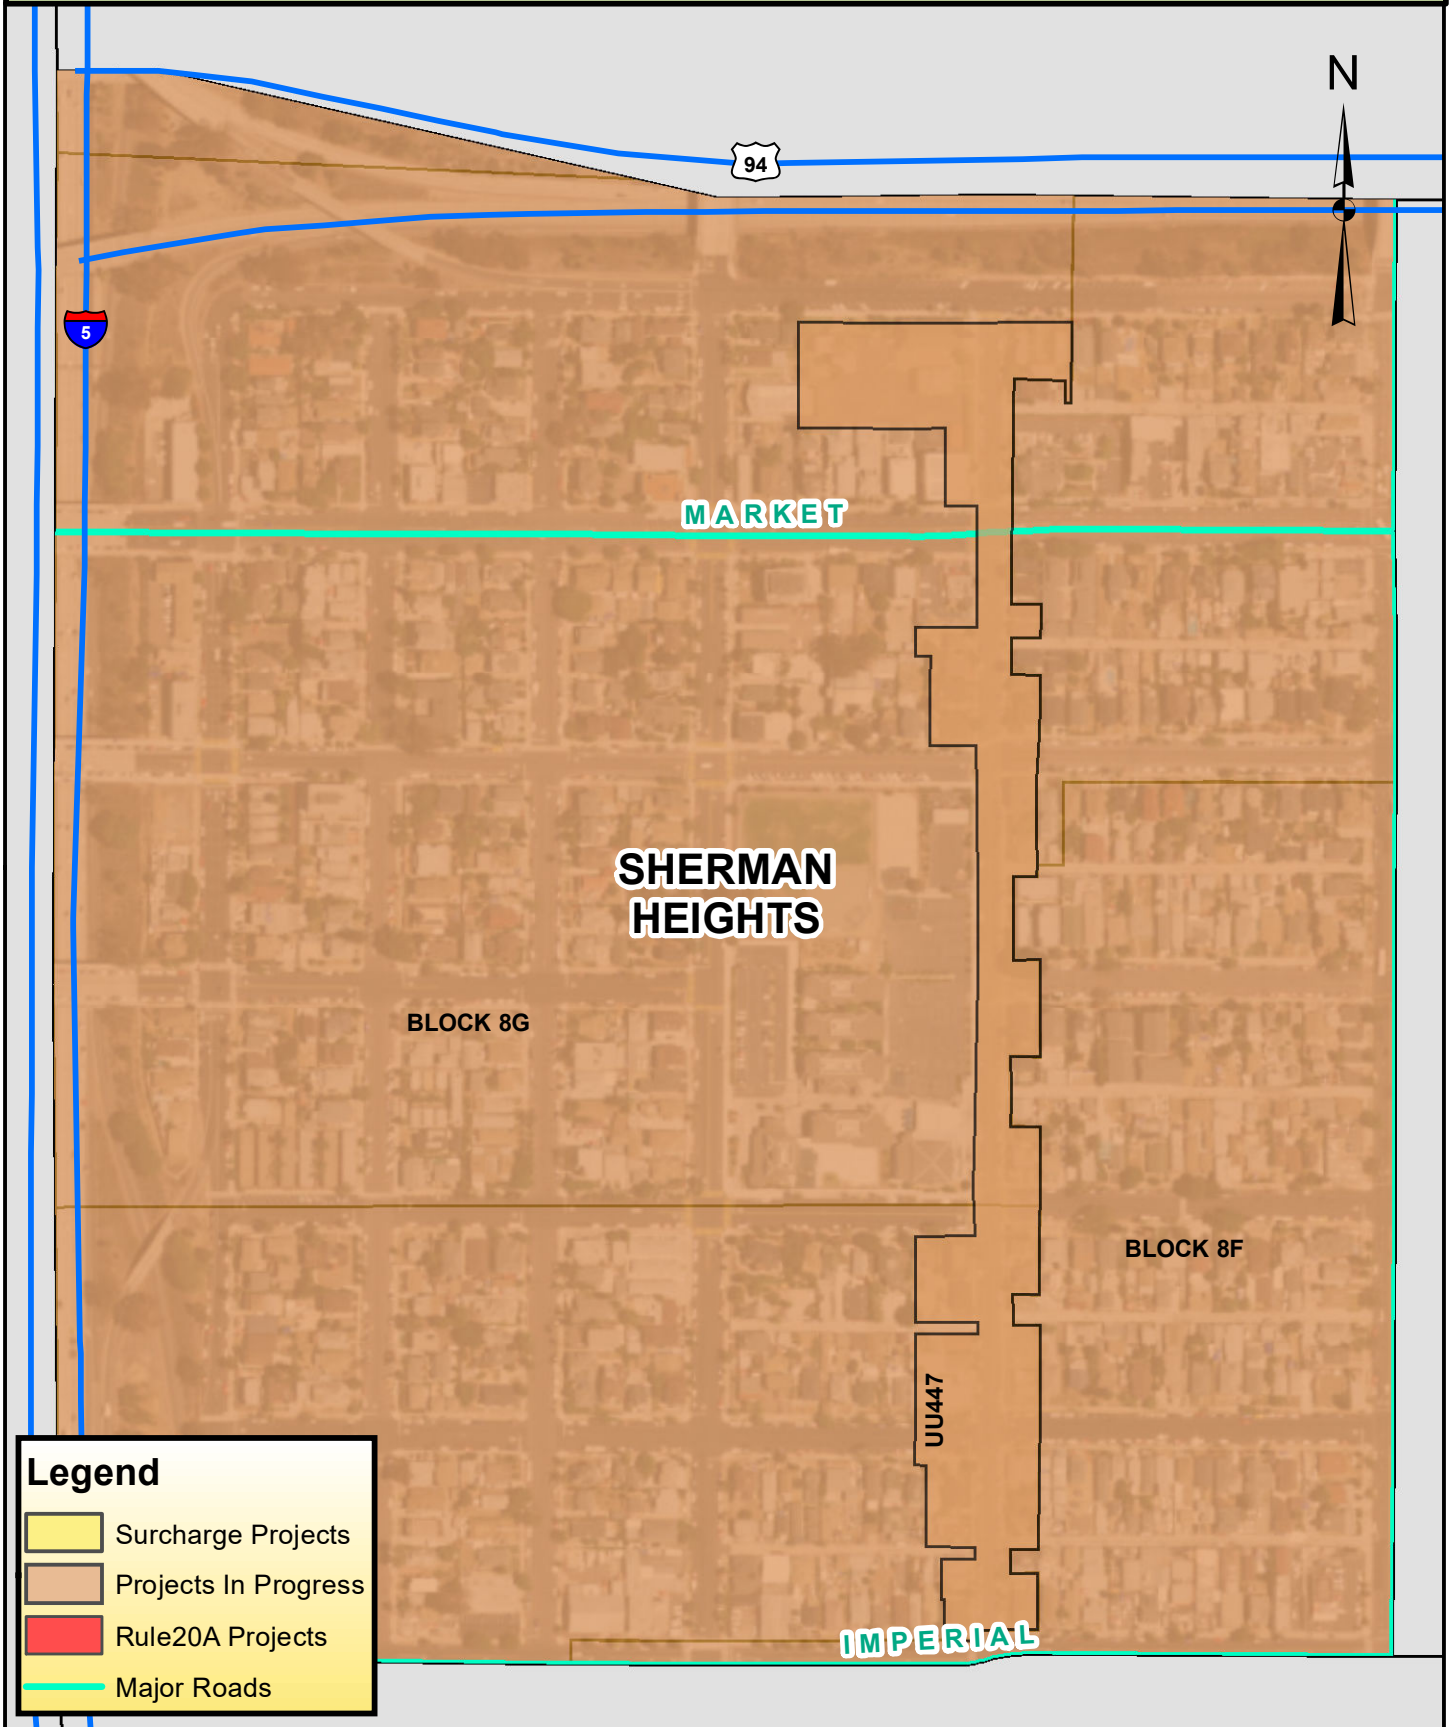 N
94
5
MARKET
SHERMAN
HEIGHTS
BLOCK 8G
BLOCK 8F
UU447
IMPERIAL
Legend
Surcharge Projects
Projects In Progress
Rule20A Projects
Major Roads